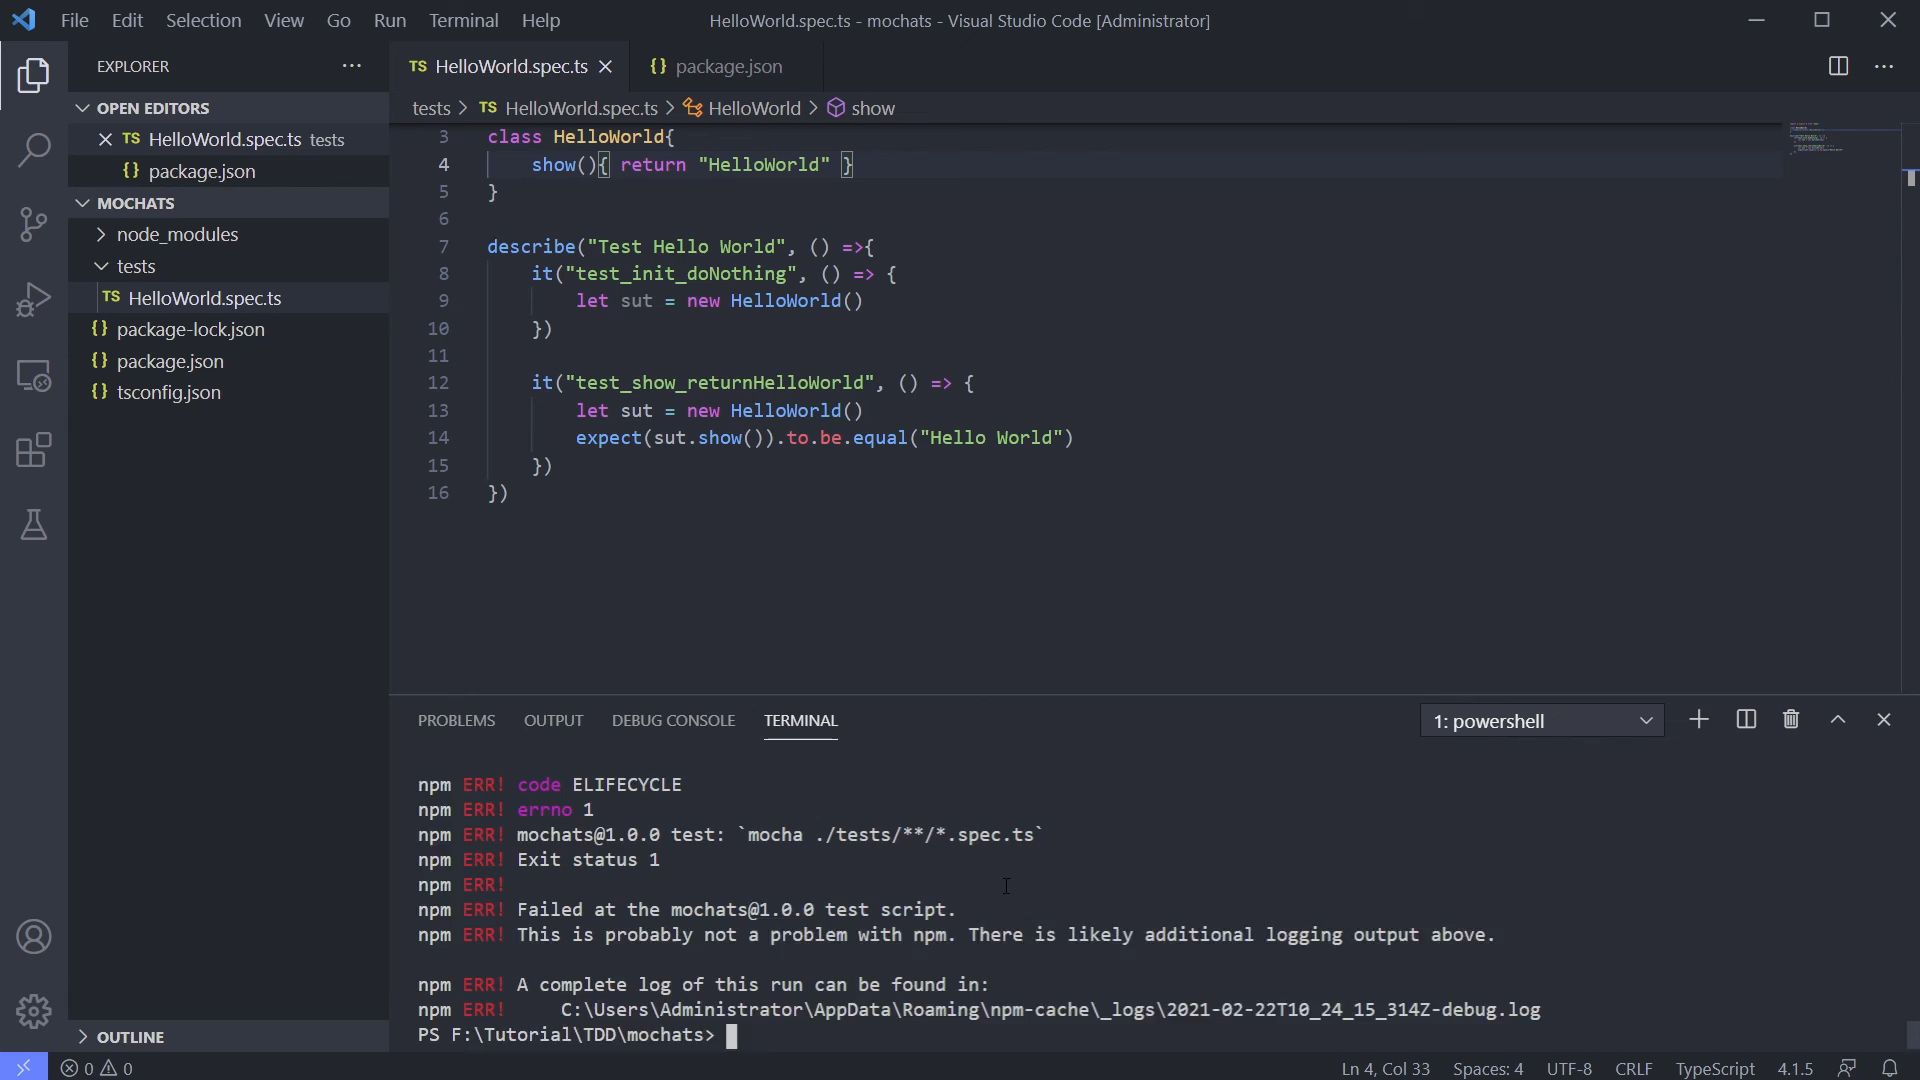 File Edit Selection View Go Run Terminal Help
HelloWorld.spec.ts - mochats - Visual Studio Code [Administrator]
EXPLORER
OPEN EDITORS
TS HelloWorld.spec.ts tests
{} package.json
MOCHATS
node_modules
tests
TS HelloWorld.spec.ts
{} package-lock.json
{} package.json
{} tsconfig.json
OUTLINE
TS HelloWorld.spec.ts
{} package.json
tests > TS HelloWorld.spec.ts > HelloWorld > show
3 class HelloWorld{
4 show(){ return "HelloWorld" }
5 }
6
7 describe("Test Hello World", () =>{
8 it("test_init_doNothing", () => {
9 let sut = new HelloWorld()
10 })
11
12 it("test_show_returnHelloWorld", () => {
13 let sut = new HelloWorld()
14 expect(sut.show()).to.be.equal("Hello World")
15 })
16 })
PROBLEMS OUTPUT DEBUG CONSOLE TERMINAL
1: powershell
npm ERR! code ELIFECYCLE
npm ERR! errno 1
npm ERR! mochats@1.0.0 test: `mocha ./tests/**/*.spec.ts`
npm ERR! Exit status 1
npm ERR!
npm ERR! Failed at the mochats@1.0.0 test script.
npm ERR! This is probably not a problem with npm. There is likely additional logging output above.
npm ERR! A complete log of this run can be found in:
npm ERR! C:\Users\Administrator\AppData\Roaming\npm-cache\_logs\2021-02-22T10_24_15_314Z-debug.log
PS F:\Tutorial\TDD\mochats>
0 0
Ln 4, Col 33 Spaces: 4 UTF-8 CRLF TypeScript 4.1.5